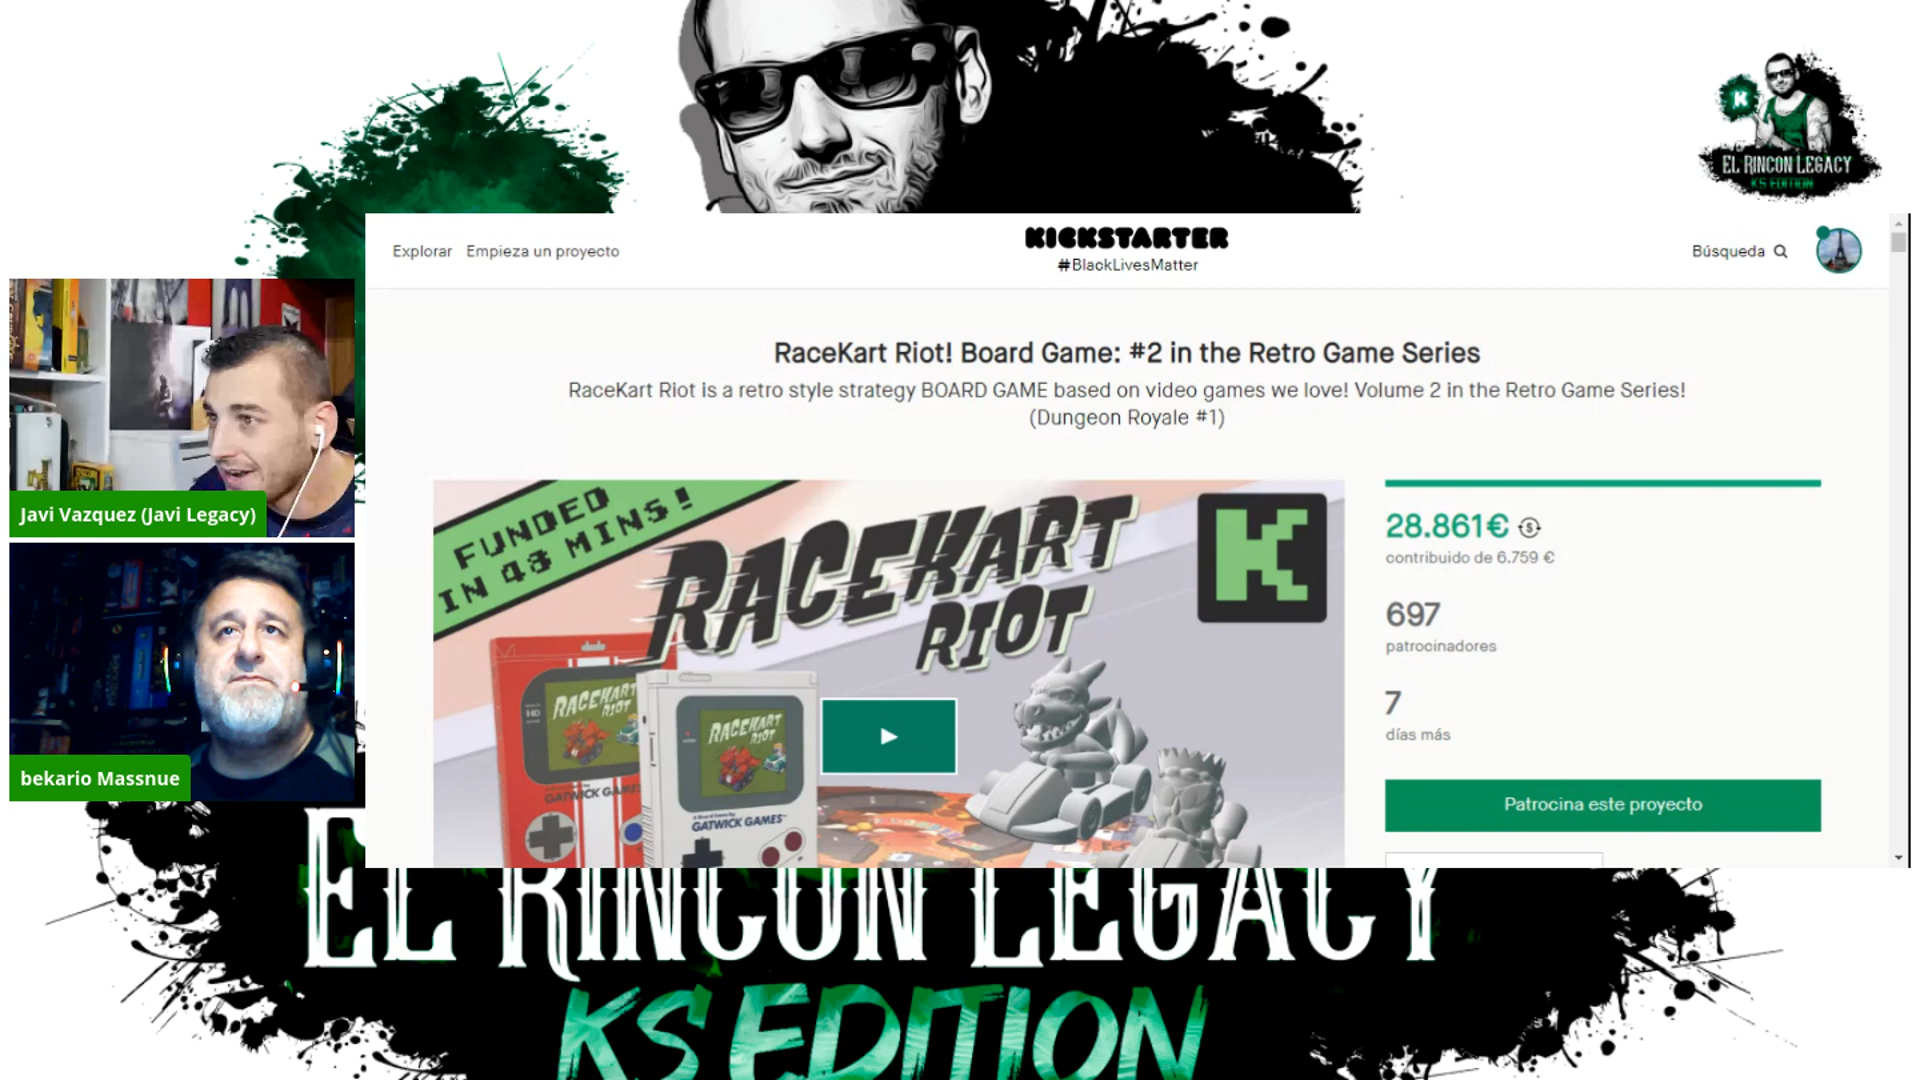 EL RINCON LEGACY
KS EDITION
Explorar Empieza un proyecto
KICKSTARTER
#BlackLivesMatter
Búsqueda
RaceKart Riot! Board Game: #2 in the Retro Game Series
RaceKart Riot is a retro style strategy BOARD GAME based on video games we love! Volume 2 in the Retro Game Series!
(Dungeon Royale #1)
Javi Vazquez (Javi Legacy)
bekario Massnue
FUNDED
IN 43 MINS!
RACEKART
RIOT
K
RACEKART
RIOT
GATWICK GAMES
RACEKART
RIOT
GATWICK GAMES
28.861€
contribuido de 6.759 €
697
patrocinadores
7
días más
Patrocina este proyecto
EL RINCON LEGACY
KS EDITION